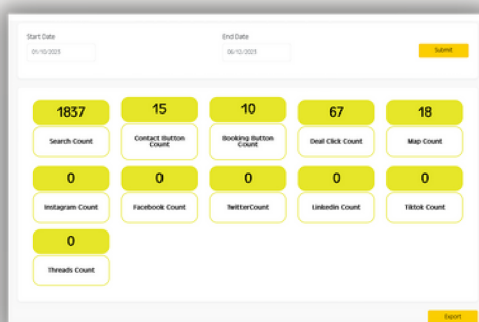 Start Date
End Date
01/10/2023
06/12/2023
Submit
1837
15
10
67
18
Search Count
Contact Button
Count
Booking Button
Count
Deal Click Count
Map Count
0
0
0
0
0
Instagram Count
Facebook Count
TwitterCount
Linkedin Count
Tiktok Count
0
Threads Count
Export